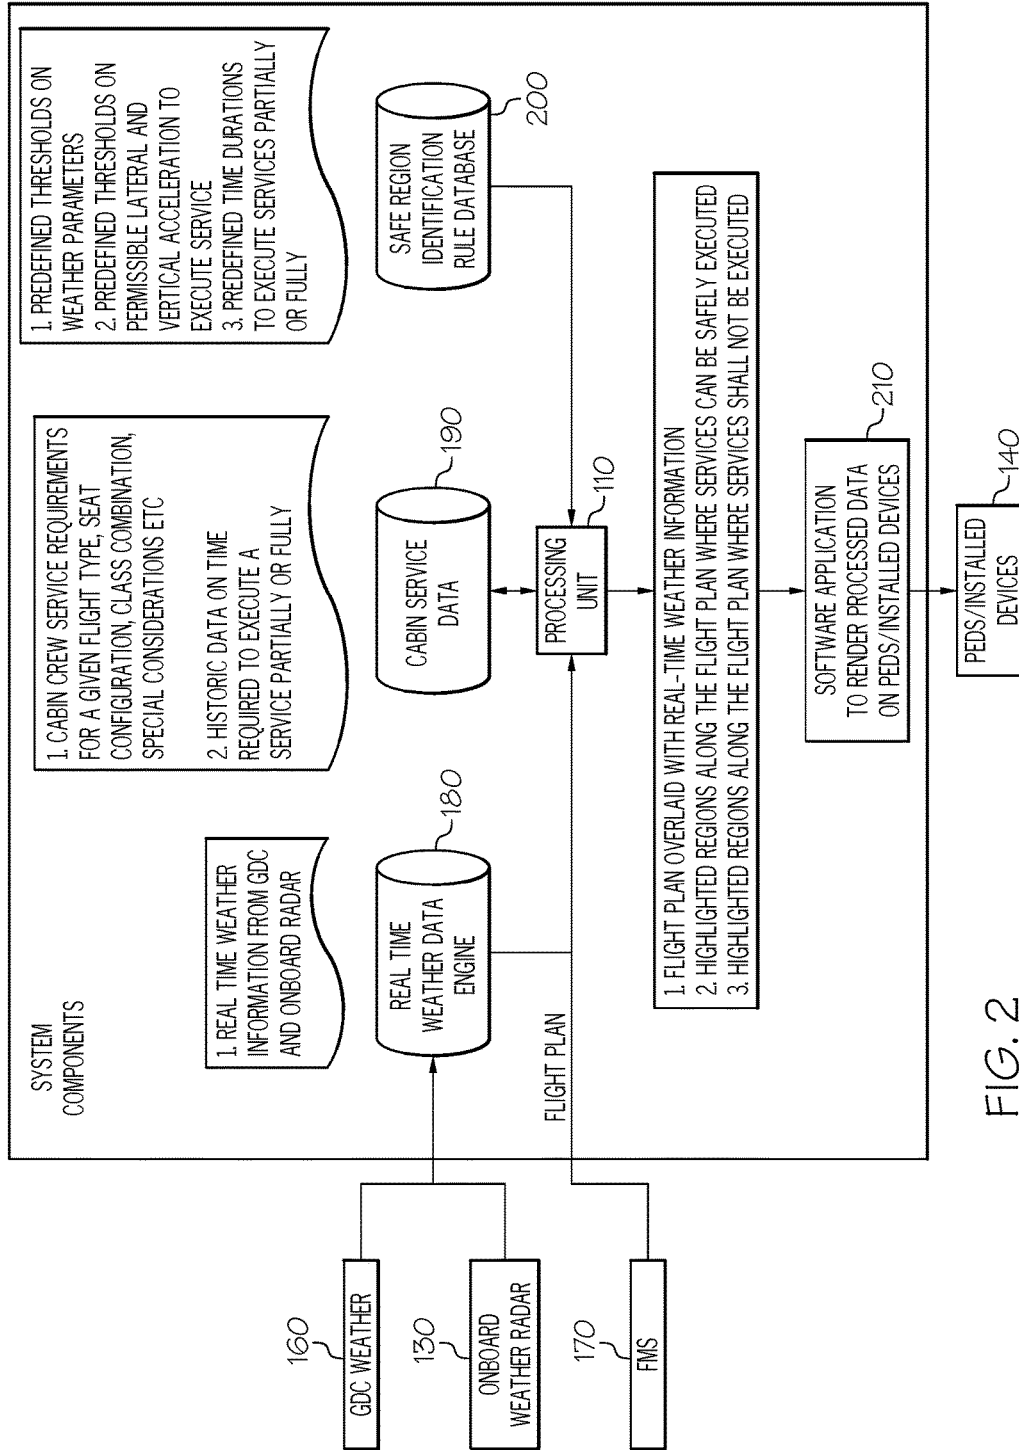 SYSTEM
COMPONENTS
1. REAL TIME WEATHER
INFORMATION FROM GDC
AND ONBOARD RADAR
1. CABIN CREW SERVICE REQUIREMENTS
FOR A GIVEN FLIGHT TYPE, SEAT
CONFIGURATION, CLASS COMBINATION,
SPECIAL CONSIDERATIONS ETC
2. HISTORIC DATA ON TIME
REQUIRED TO EXECUTE A
SERVICE PARTIALLY OR FULLY
1. PREDEFINED THRESHOLDS ON
WEATHER PARAMETERS
2. PREDEFINED THRESHOLDS ON
PERMISSIBLE LATERAL AND
VERTICAL ACCELERATION TO
EXECUTE SERVICE
3. PREDEFINED TIME DURATIONS
TO EXECUTE SERVICES PARTIALLY
OR FULLY
160
GDC WEATHER
130
ONBOARD
WEATHER RADAR
170
FMS
REAL TIME
WEATHER DATA
ENGINE
180
CABIN SERVICE
DATA
190
SAFE REGION
IDENTIFICATION
RULE DATABASE
200
FLIGHT PLAN
PROCESSING
UNIT
110
1. FLIGHT PLAN OVERLAID WITH REAL-TIME WEATHER INFORMATION
2. HIGHLIGHTED REGIONS ALONG THE FLIGHT PLAN WHERE SERVICES CAN BE SAFELY EXECUTED
3. HIGHLIGHTED REGIONS ALONG THE FLIGHT PLAN WHERE SERVICES SHALL NOT BE EXECUTED
SOFTWARE APPLICATION
TO RENDER PROCESSED DATA
ON PEDS/INSTALLED DEVICES
210
PEDS/INSTALLED
DEVICES
140
FIG. 2